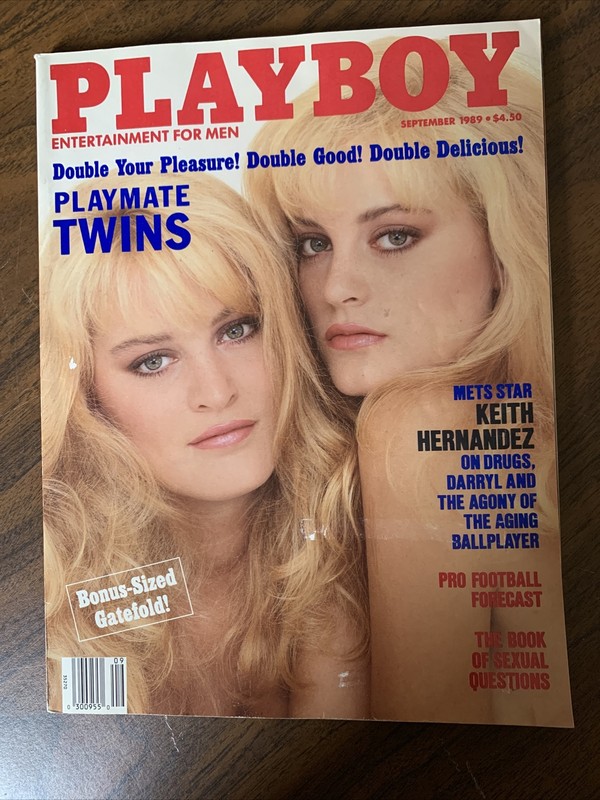 PLAYBOY
ENTERTAINMENT FOR MEN
SEPTEMBER 1989 • $4.50
Double Your Pleasure! Double Good! Double Delicious!
PLAYMATE
TWINS
METS STAR
KEITH
HERNANDEZ
ON DRUGS,
DARRYL AND
THE AGONY OF
THE AGING
BALLPLAYER
PRO FOOTBALL
FORECAST
THE BOOK
OF SEXUAL
QUESTIONS
Bonus-Sized
Gatefold!
09
0 300955 0